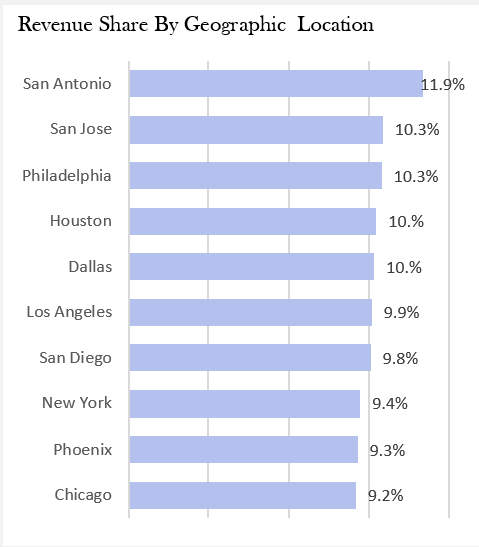 Revenue Share By Geographic  Location
San Antonio 11.9%
San Jose 10.3%
Philadelphia 10.3%
Houston 10.%
Dallas 10.%
Los Angeles 9.9%
San Diego 9.8%
New York 9.4%
Phoenix 9.3%
Chicago 9.2%